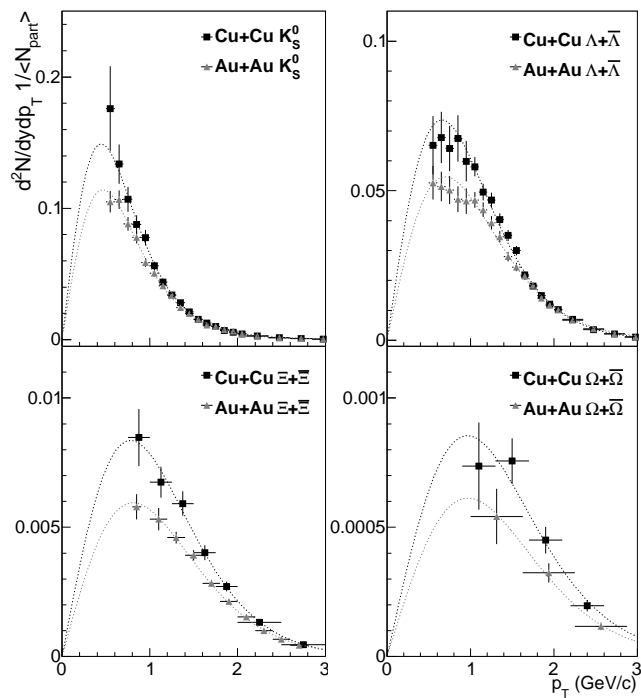 d²N/dydp_T 1/<N_part>
Cu+Cu K⁰_S
Au+Au K⁰_S
0.2
0.1
0
Cu+Cu Λ+Λ̅
Au+Au Λ+Λ̅
0.1
0.05
0
Cu+Cu Ξ+Ξ̅
Au+Au Ξ+Ξ̅
0.01
0.005
0
0 1 2 3
Cu+Cu Ω+Ω̅
Au+Au Ω+Ω̅
0.001
0.0005
0
0 1 2 3
p_T (GeV/c)